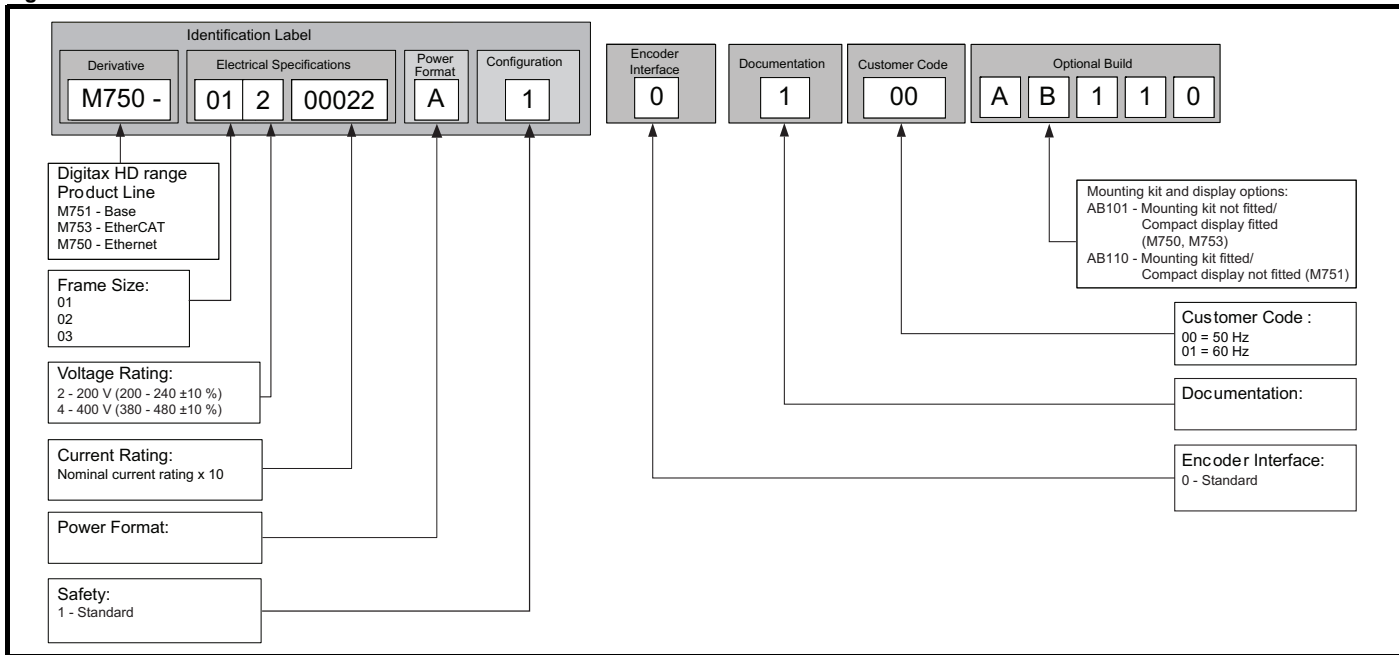 Identification Label
Derivative
Electrical Specifications
Power
Format
Configuration
Encoder
Interface
Documentation
Customer Code
Optional Build
M750 -
01 2 00022
A
1
0
1
00
A B 1 1 0
Digitax HD range
Product Line
M751 - Base
M753 - EtherCAT
M750 - Ethernet
Frame Size:
01
02
03
Voltage Rating:
2 - 200 V (200 - 240 ±10 %)
4 - 400 V (380 - 480 ±10 %)
Current Rating:
Nominal current rating x 10
Power Format:
Safety:
1 - Standard
Mounting kit and display options:
AB101 - Mounting kit not fitted/
Compact display fitted
(M750, M753)
AB110 - Mounting kit fitted/
Compact display not fitted (M751)
Customer Code :
00 = 50 Hz
01 = 60 Hz
Documentation:
Encoder Interface:
0 - Standard